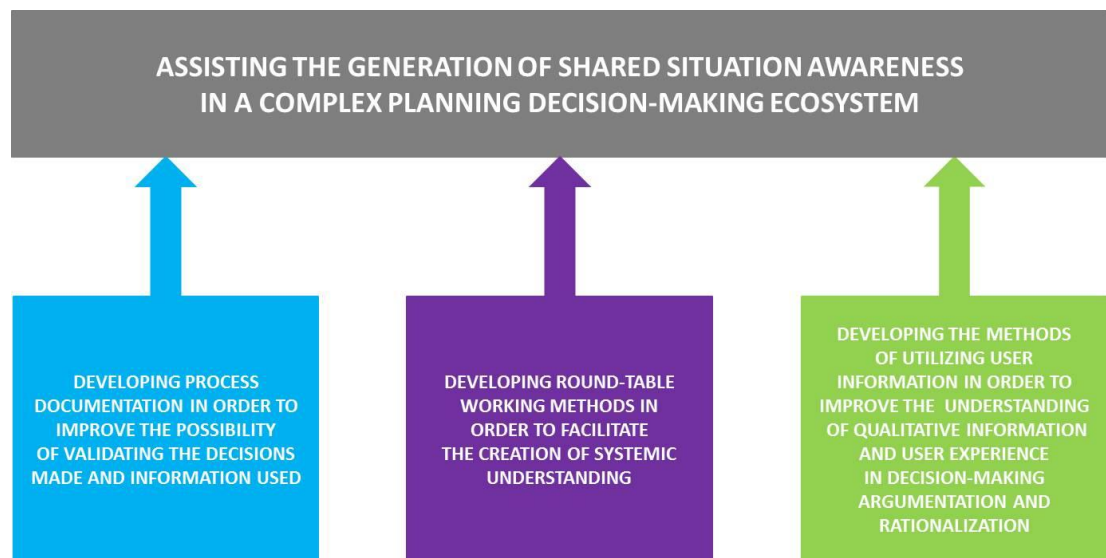 ASSISTING THE GENERATION OF SHARED SITUATION AWARENESS
IN A COMPLEX PLANNING DECISION-MAKING ECOSYSTEM
DEVELOPING PROCESS
DOCUMENTATION IN ORDER TO
IMPROVE THE POSSIBILITY
OF VALIDATING THE DECISIONS
MADE AND INFORMATION USED
DEVELOPING ROUND-TABLE
WORKING METHODS IN
ORDER TO FACILITATE
THE CREATION OF SYSTEMIC
UNDERSTANDING
DEVELOPING THE METHODS
OF UTILIZING USER
INFORMATION IN ORDER TO
IMPROVE THE UNDERSTANDING
OF QUALITATIVE INFORMATION
AND USER EXPERIENCE
IN DECISION-MAKING
ARGUMENTATION AND
RATIONALIZATION